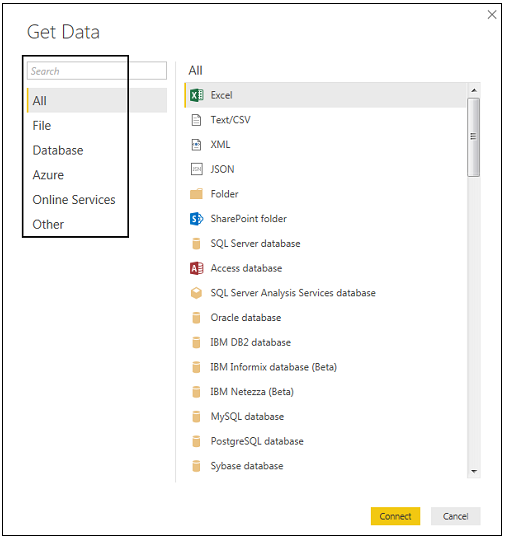 Get Data
Search
All
File
Database
Azure
Online Services
Other
All
Excel
Text/CSV
XML
JSON
Folder
SharePoint folder
SQL Server database
Access database
SQL Server Analysis Services database
Oracle database
IBM DB2 database
IBM Informix database (Beta)
IBM Netezza (Beta)
MySQL database
PostgreSQL database
Sybase database
Connect
Cancel